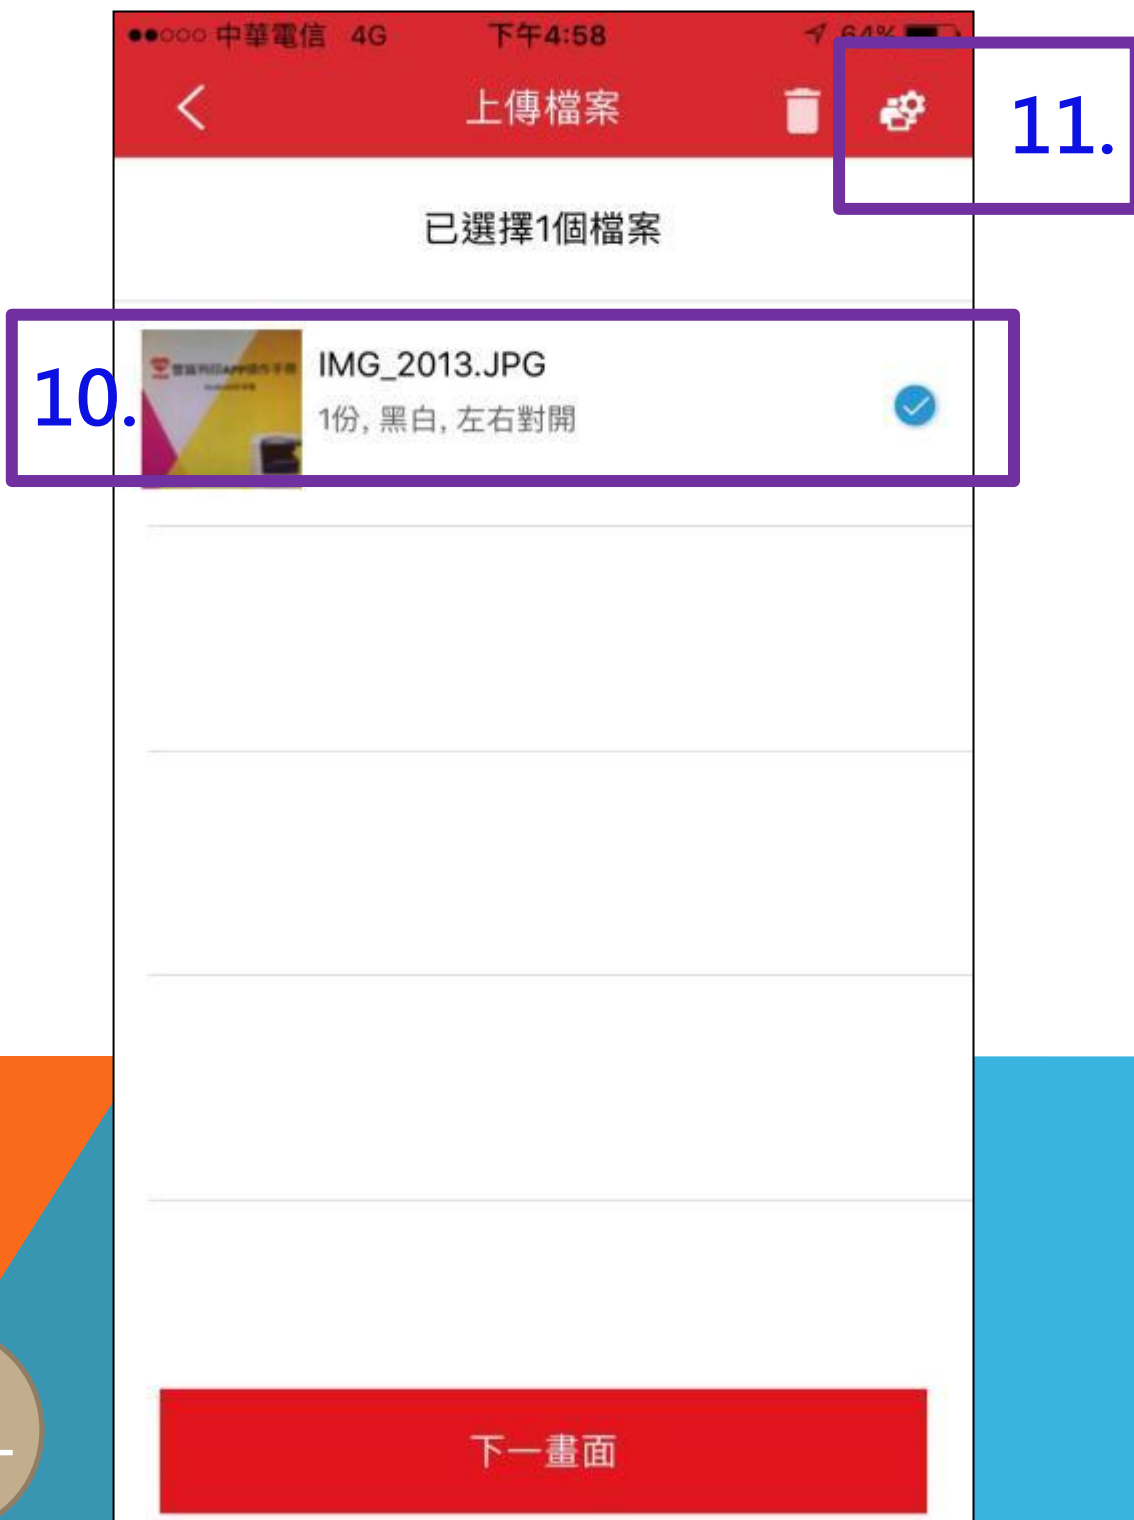 中華電信 4G 下午4:58 64%
上傳檔案
11.
已選擇1個檔案
10.
IMG_2013.JPG
1份, 黑白, 左右對開
下一畫面